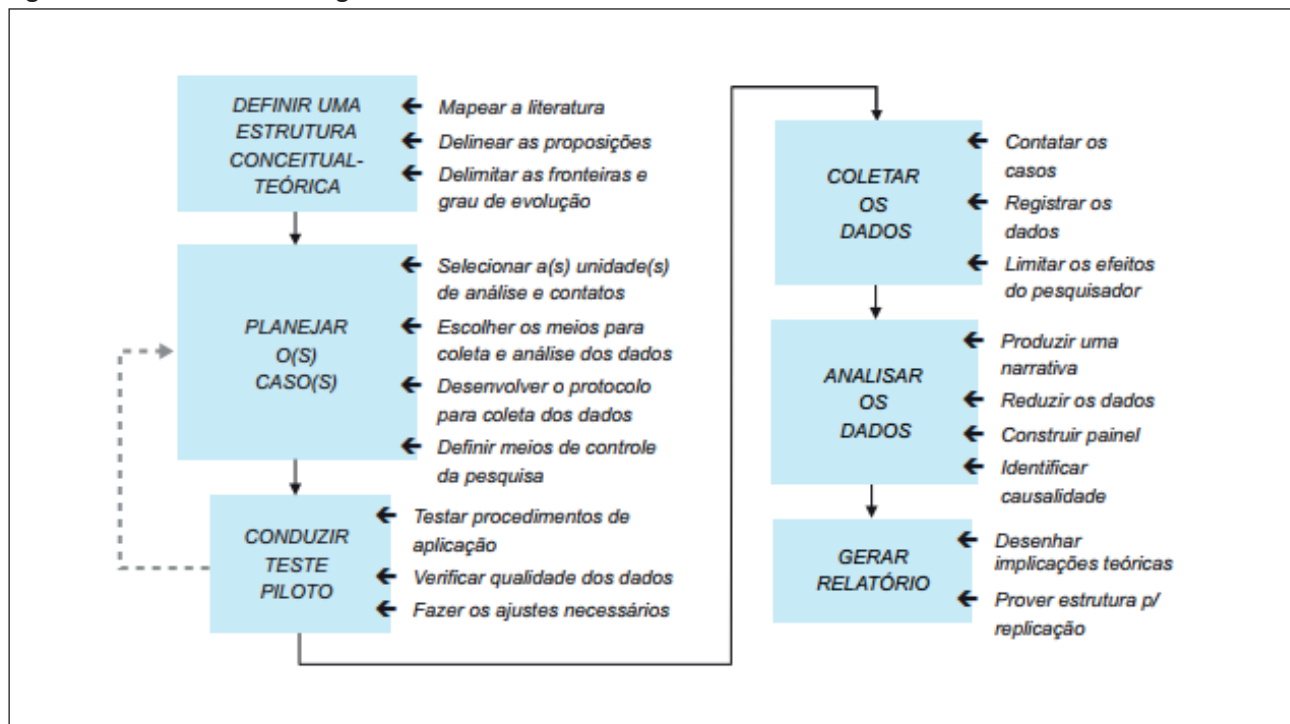 DEFINIR UMA
ESTRUTURA
CONCEITUAL-
TEÓRICA
Mapear a literatura
Delinear as proposições
Delimitar as fronteiras e
grau de evolução
PLANEJAR
O(S)
CASO(S)
Selecionar a(s) unidade(s)
de análise e contatos
Escolher os meios para
coleta e análise dos dados
Desenvolver o protocolo
para coleta dos dados
Definir meios de controle
da pesquisa
CONDUZIR
TESTE
PILOTO
Testar procedimentos de
aplicação
Verificar qualidade dos dados
Fazer os ajustes necessários
COLETAR
OS
DADOS
Contatar os
casos
Registrar os
dados
Limitar os efeitos
do pesquisador
ANALISAR
OS
DADOS
Produzir uma
narrativa
Reduzir os dados
Construir painel
Identificar
causalidade
GERAR
RELATÓRIO
Desenhar
implicações teóricas
Prover estrutura p/
replicação